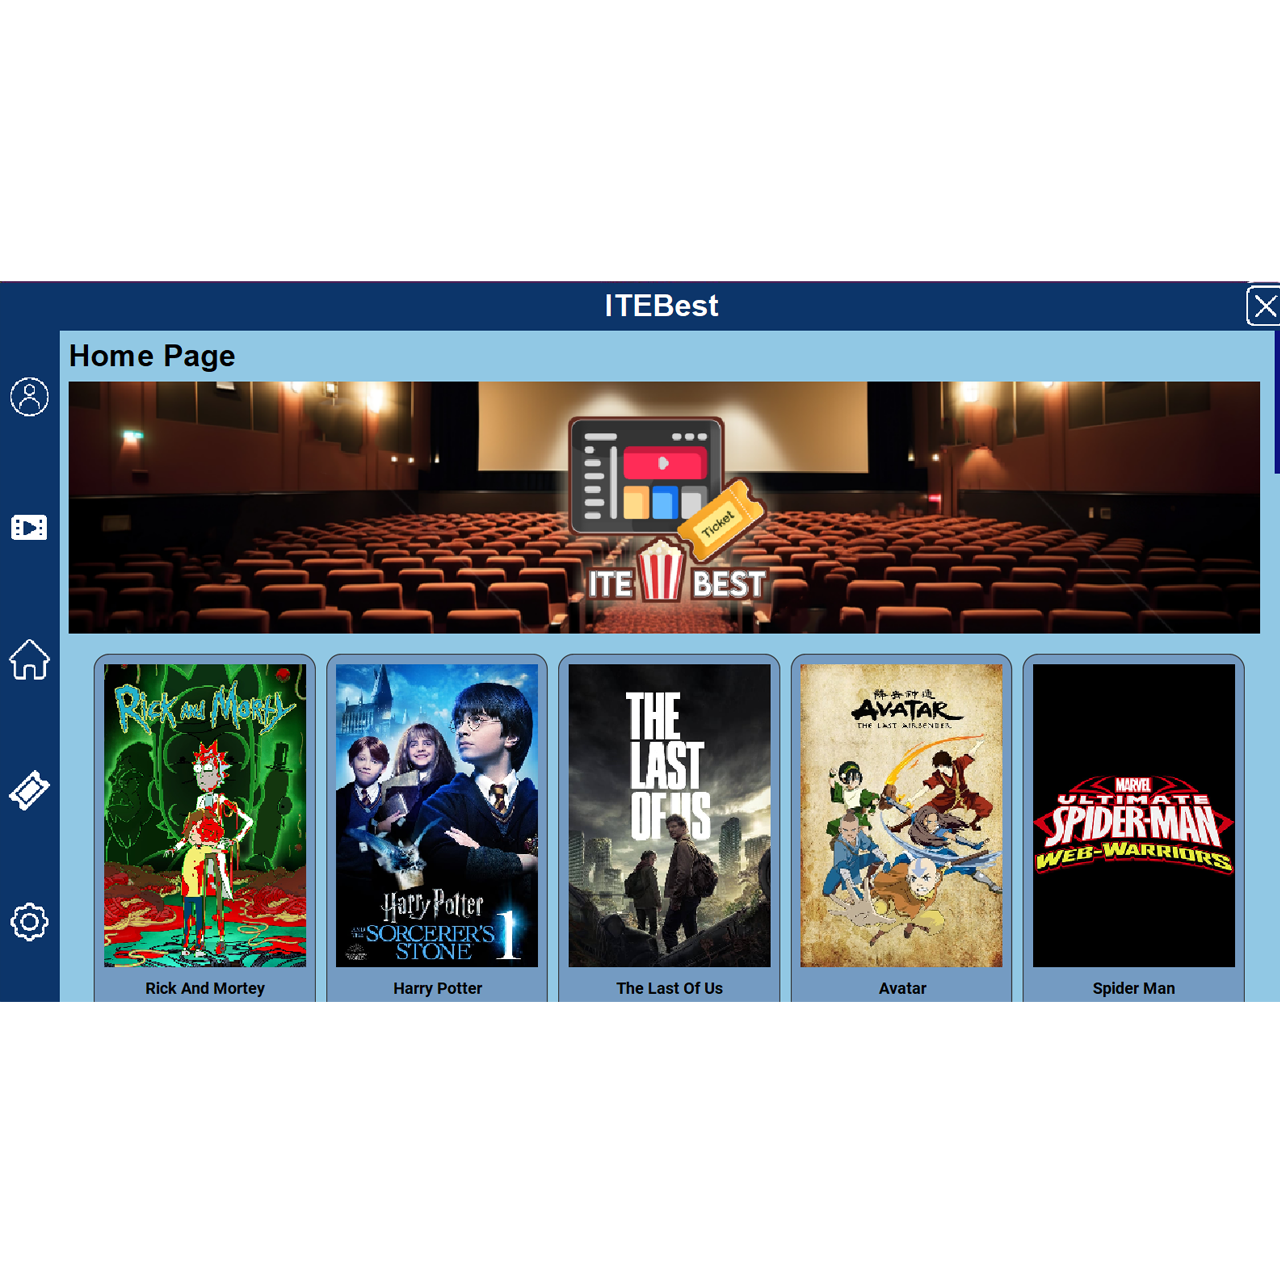 ITEBest
Home Page
Ticket
ITE BEST
Rick and Morty
Harry Potter
AND THE
SORCERER'S
STONE
1
THE
LAST
OF US
AVATAR
THE LAST AIRBENDER
MARVEL
ULTIMATE
SPIDER-MAN
WEB-WARRIORS
Rick And Mortey
Harry Potter
The Last Of Us
Avatar
Spider Man